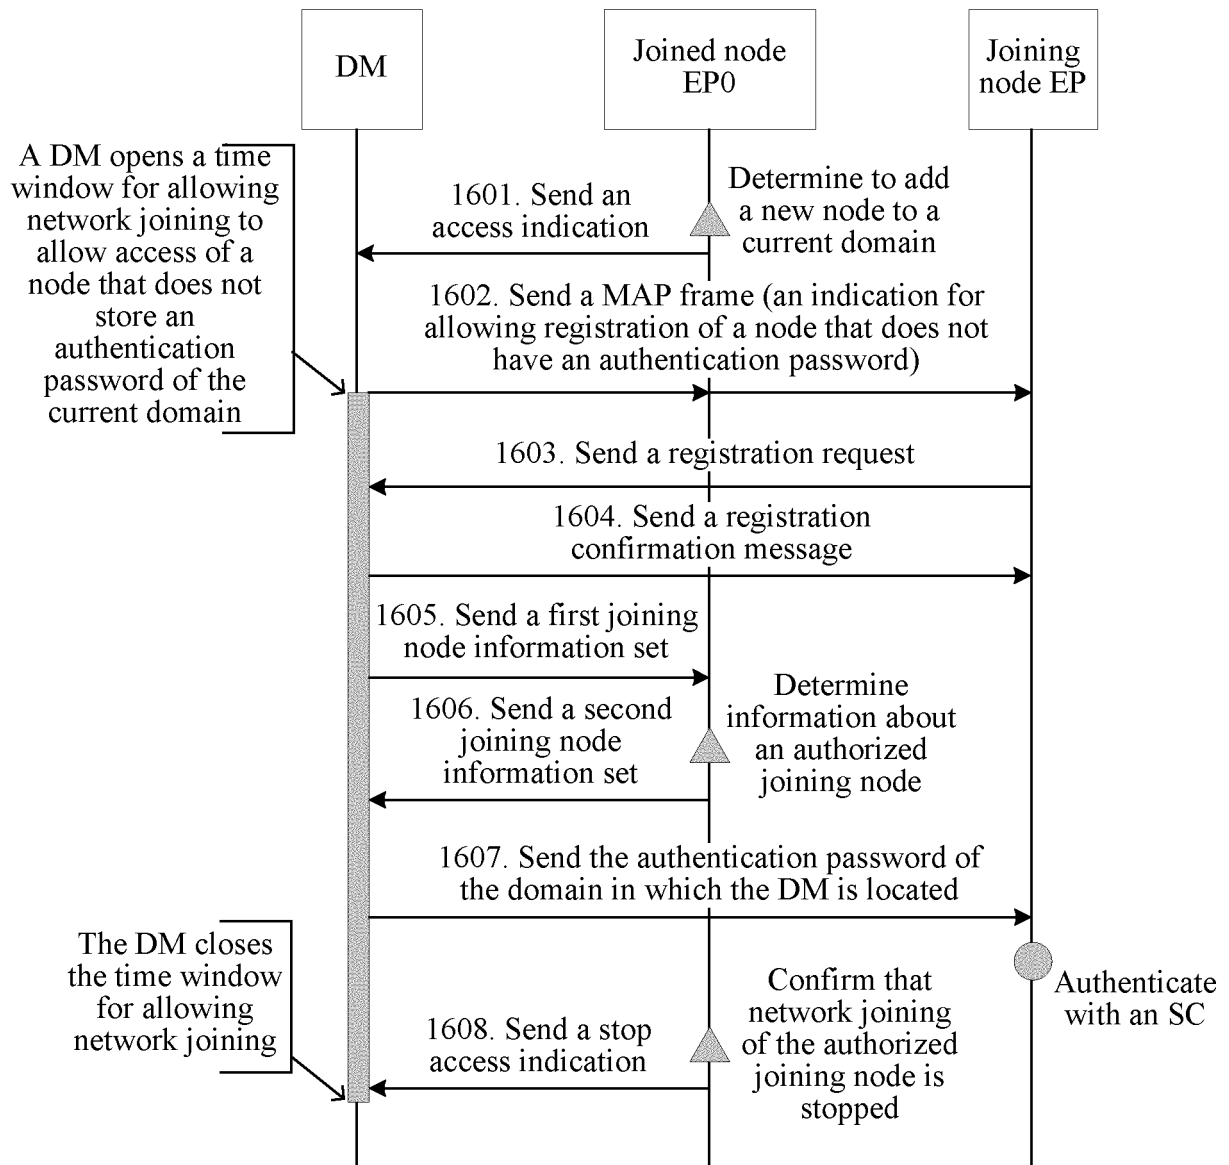 DM
Joined node
EP0
Joining
node EP
A DM opens a time
window for allowing
network joining to
allow access of a
node that does not
store an
authentication
password of the
current domain
1601. Send an
access indication
Determine to add
a new node to a
current domain
1602. Send a MAP frame (an indication for
allowing registration of a node that does not
have an authentication password)
1603. Send a registration request
1604. Send a registration
confirmation message
1605. Send a first joining
node information set
1606. Send a second
joining node
information set
Determine
information about
an authorized
joining node
1607. Send the authentication password of
the domain in which the DM is located
The DM closes
the time window
for allowing
network joining
Authenticate
with an SC
1608. Send a stop
access indication
Confirm that
network joining
of the authorized
joining node is
stopped